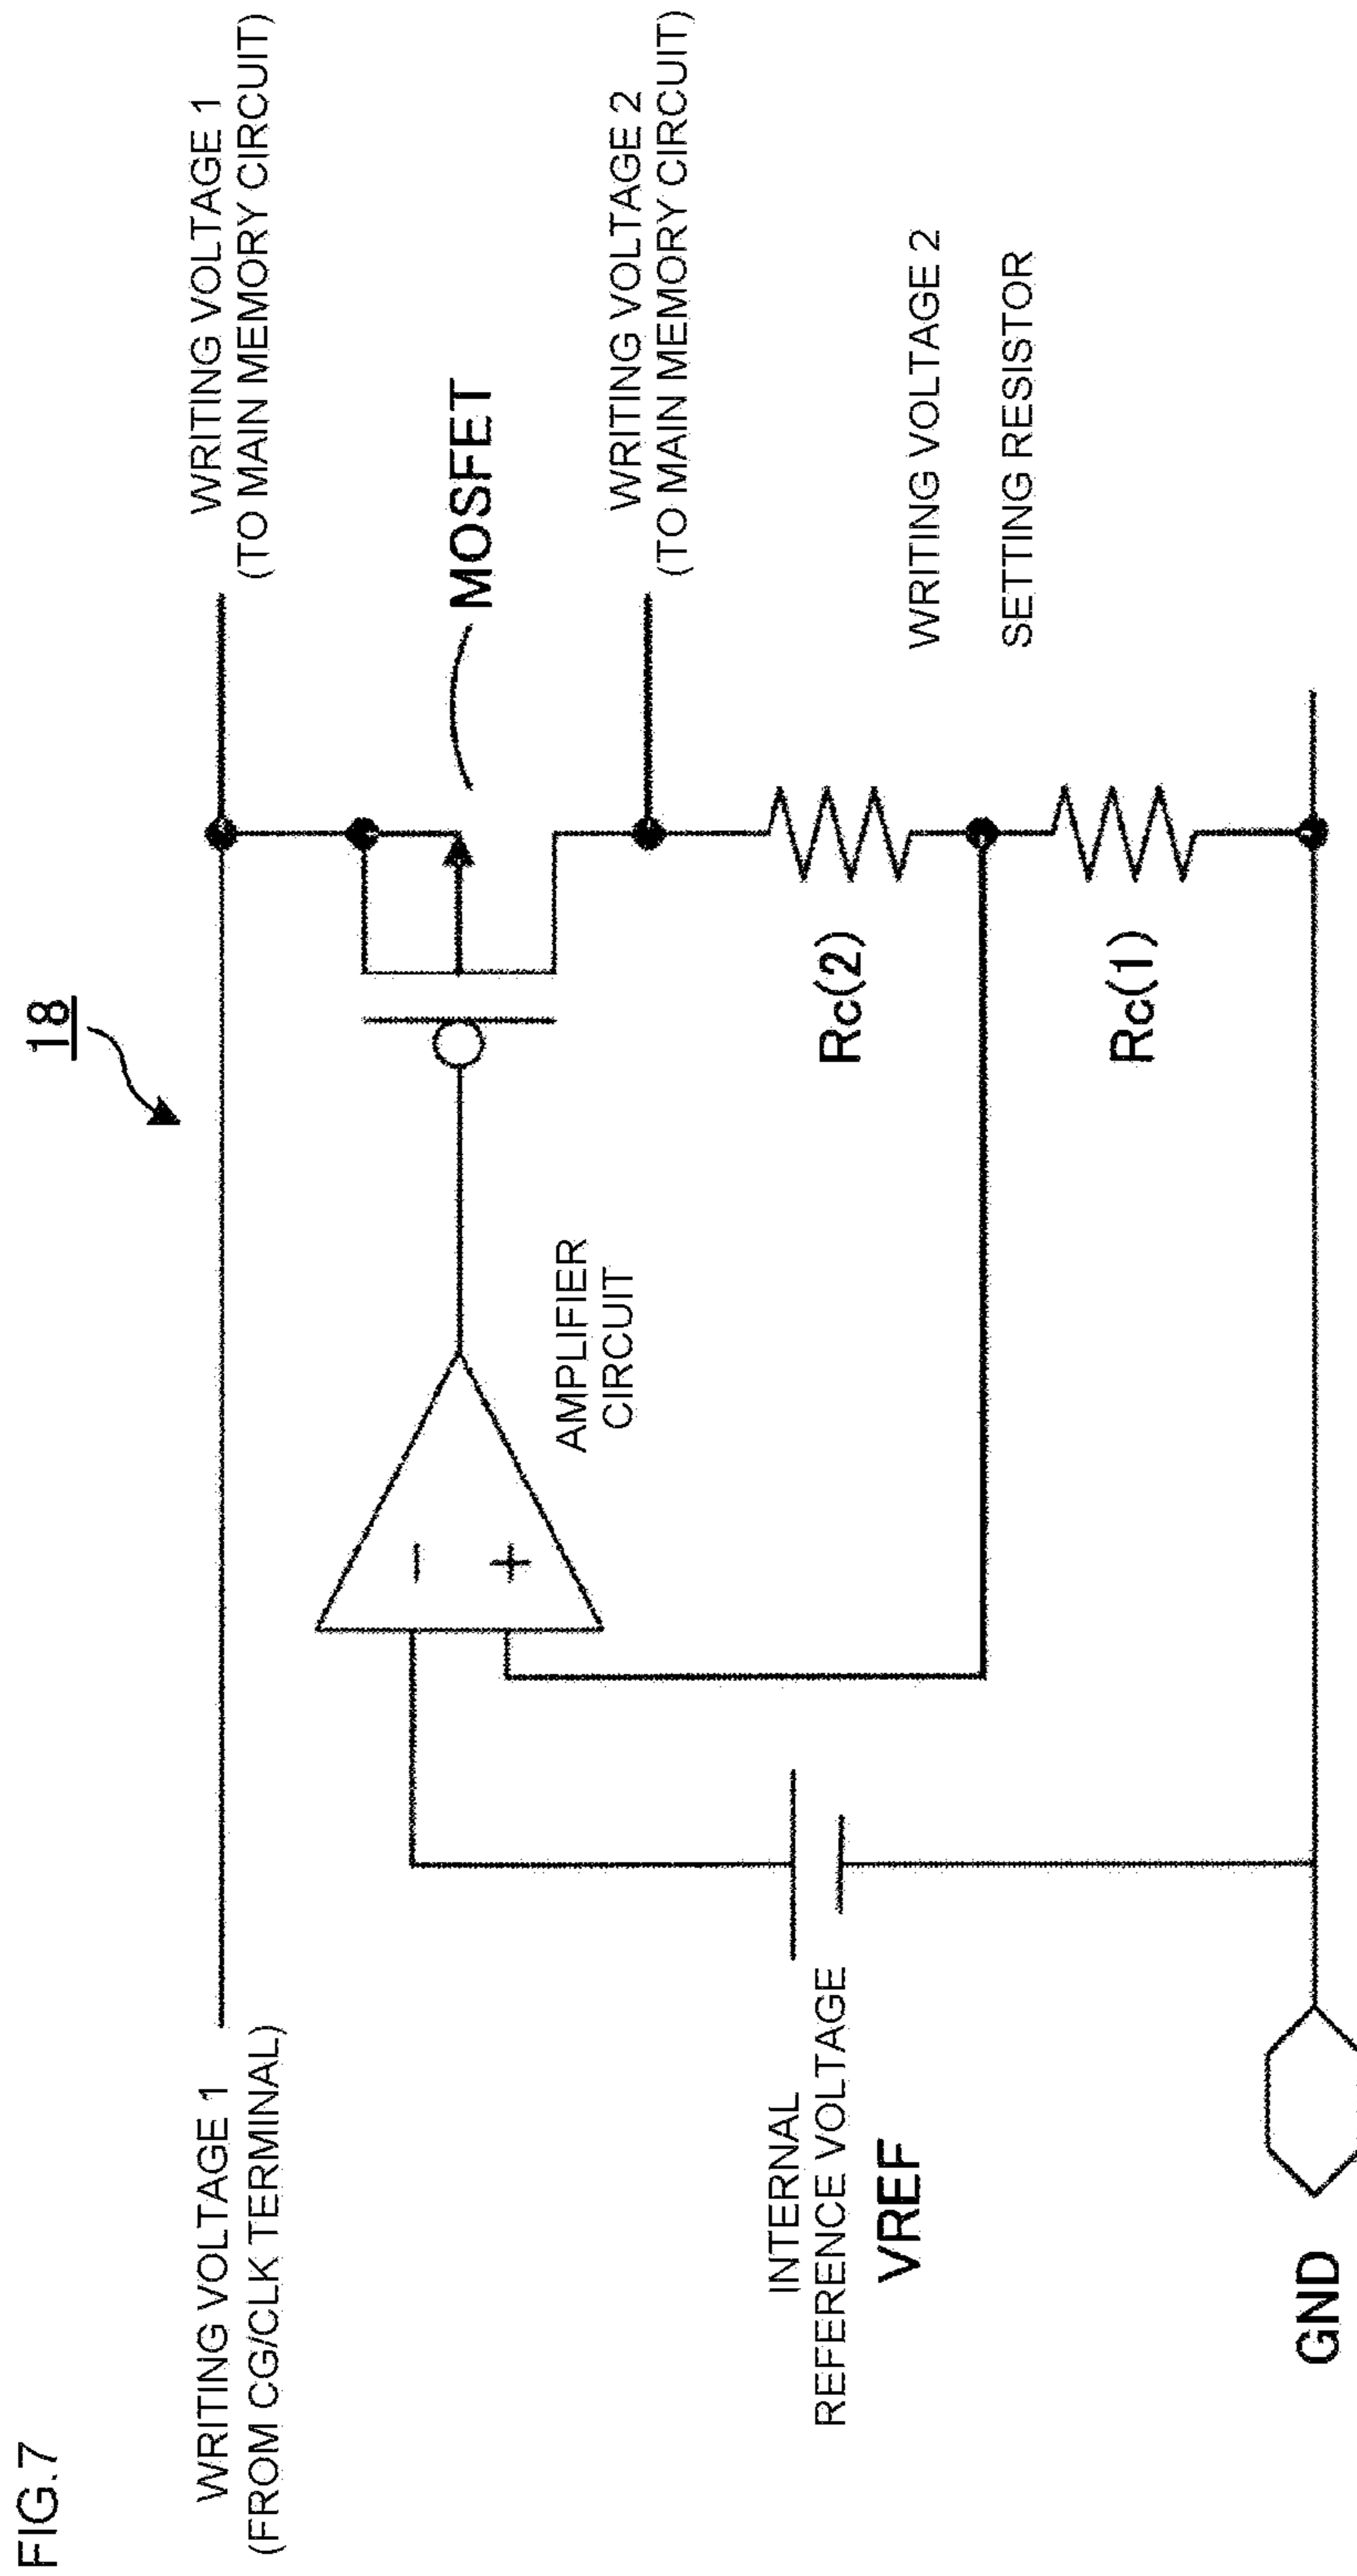 FIG.7
18
WRITING VOLTAGE 1
(FROM CG/CLK TERMINAL)
WRITING VOLTAGE 1
(TO MAIN MEMORY CIRCUIT)
MOSFET
−
+
AMPLIFIER
CIRCUIT
WRITING VOLTAGE 2
(TO MAIN MEMORY CIRCUIT)
INTERNAL
REFERENCE VOLTAGE
VREF
Rc(2)
WRITING VOLTAGE 2
SETTING RESISTOR
Rc(1)
GND